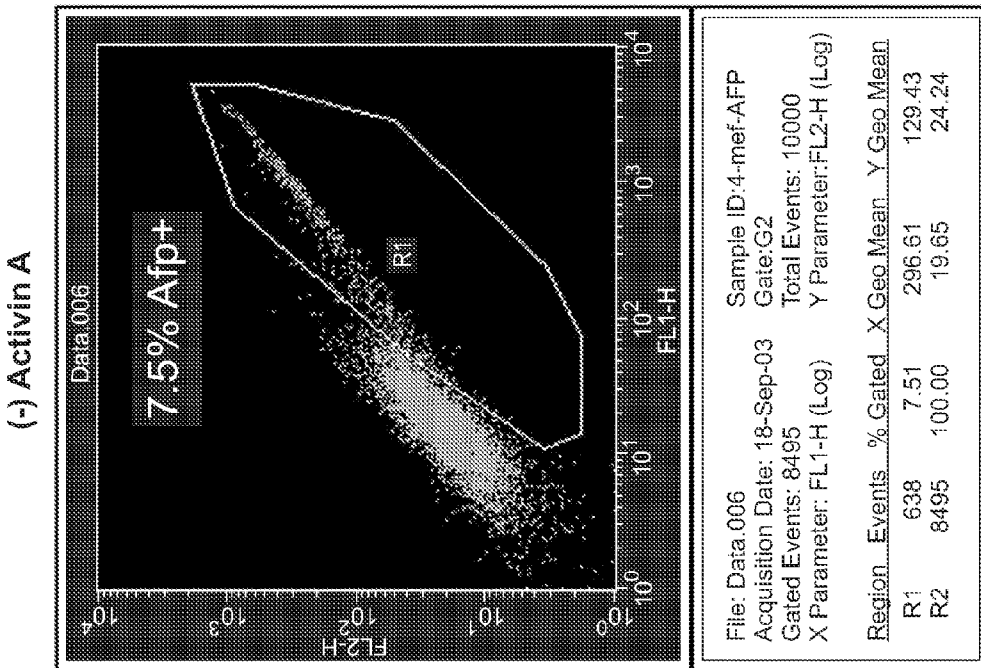 (-) Activin A
Data.006
7.5% Afp+
R1
FL2-H
10⁴
10³
10²
10¹
10⁰
10⁰ 10¹ 10² 10³ 10⁴
FL1-H
File: Data.006 Sample ID:4-mef-AFP
Acquisition Date: 18-Sep-03 Gate:G2
Gated Events: 8495 Total Events: 10000
X Parameter: FL1-H (Log) Y Parameter:FL2-H (Log)
Region Events % Gated X Geo Mean Y Geo Mean
R1 638 7.51 296.61 129.43
R2 8495 100.00 19.65 24.24